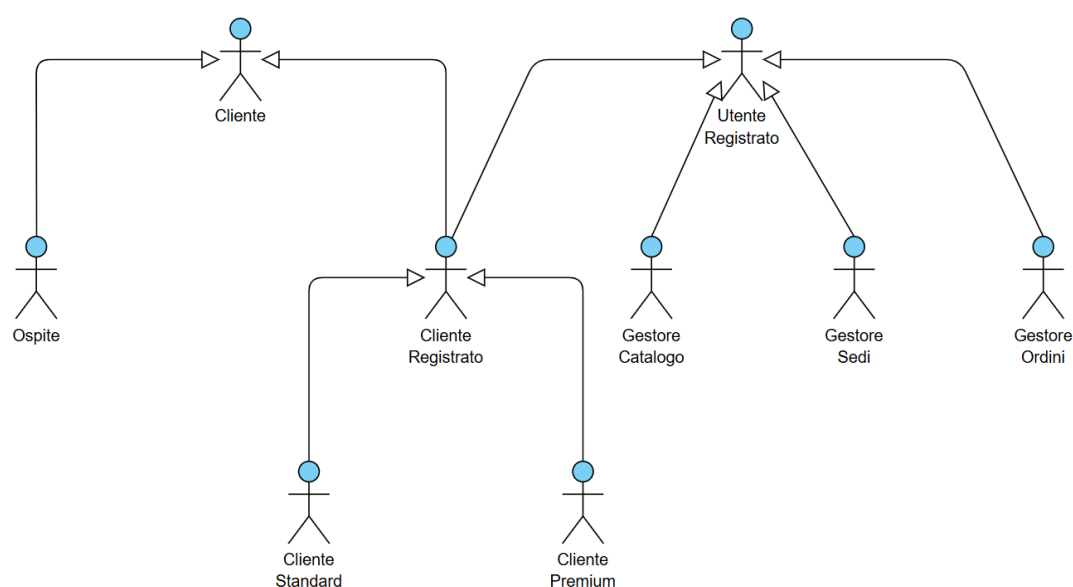 Cliente
Utente
Registrato
Ospite
Cliente
Registrato
Gestore
Catalogo
Gestore
Sedi
Gestore
Ordini
Cliente
Standard
Cliente
Premium